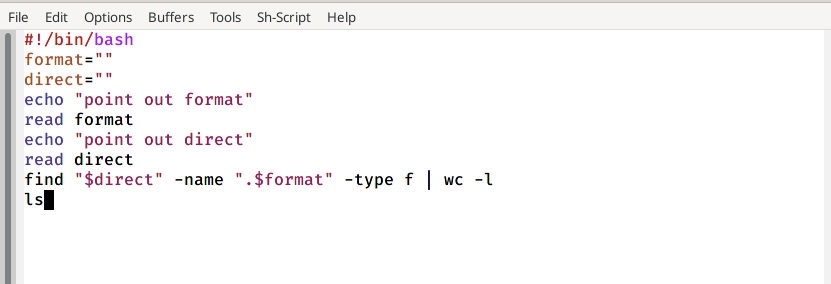 File Edit Options Buffers Tools Sh-Script Help
#!/bin/bash
format=""
direct=""
echo "point out format"
read format
echo "point out direct"
read direct
find "$direct" -name ".$format" -type f | wc -l
ls